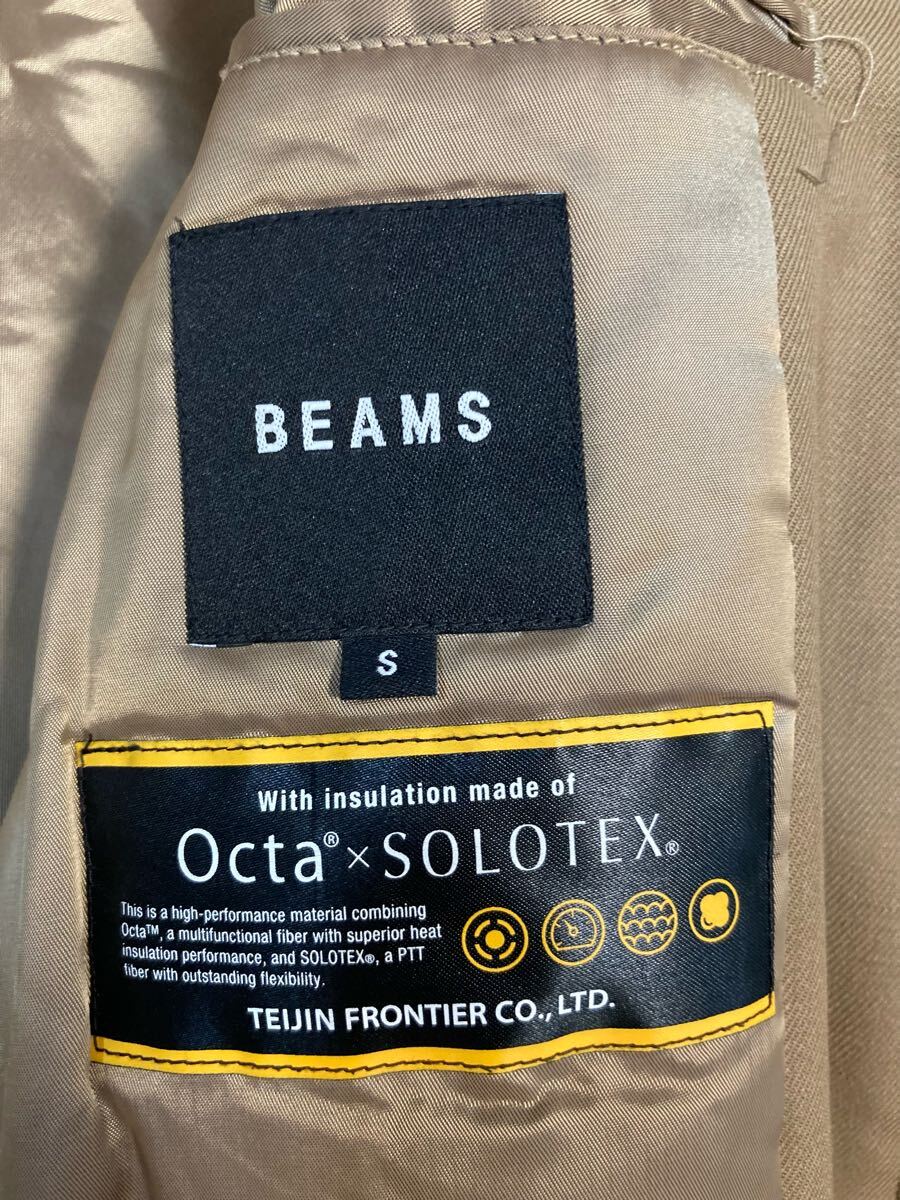 BEAMS
S
With insulation made of
Octa® × SOLOTEX®
This is a high-performance material combining
Octa™, a multifunctional fiber with superior heat
insulation performance, and SOLOTEX®, a PTT
fiber with outstanding flexibility.
TEIJIN FRONTIER CO., LTD.